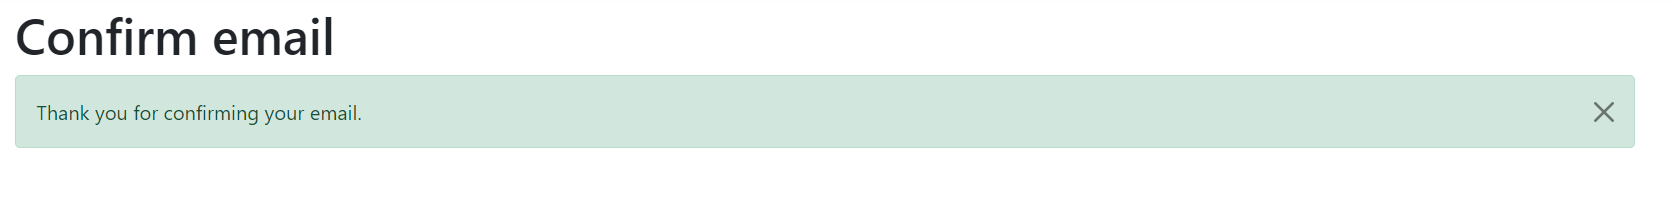 Confirm email
Thank you for confirming your email.